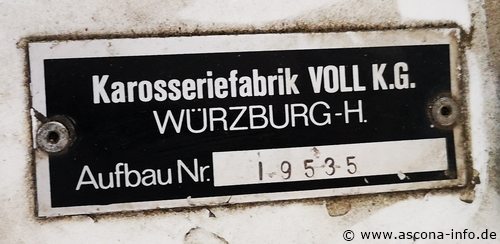 Karosseriefabrik VOLL K.G.
WÜRZBURG-H.
Aufbau Nr. 19535
© www.ascona-info.de